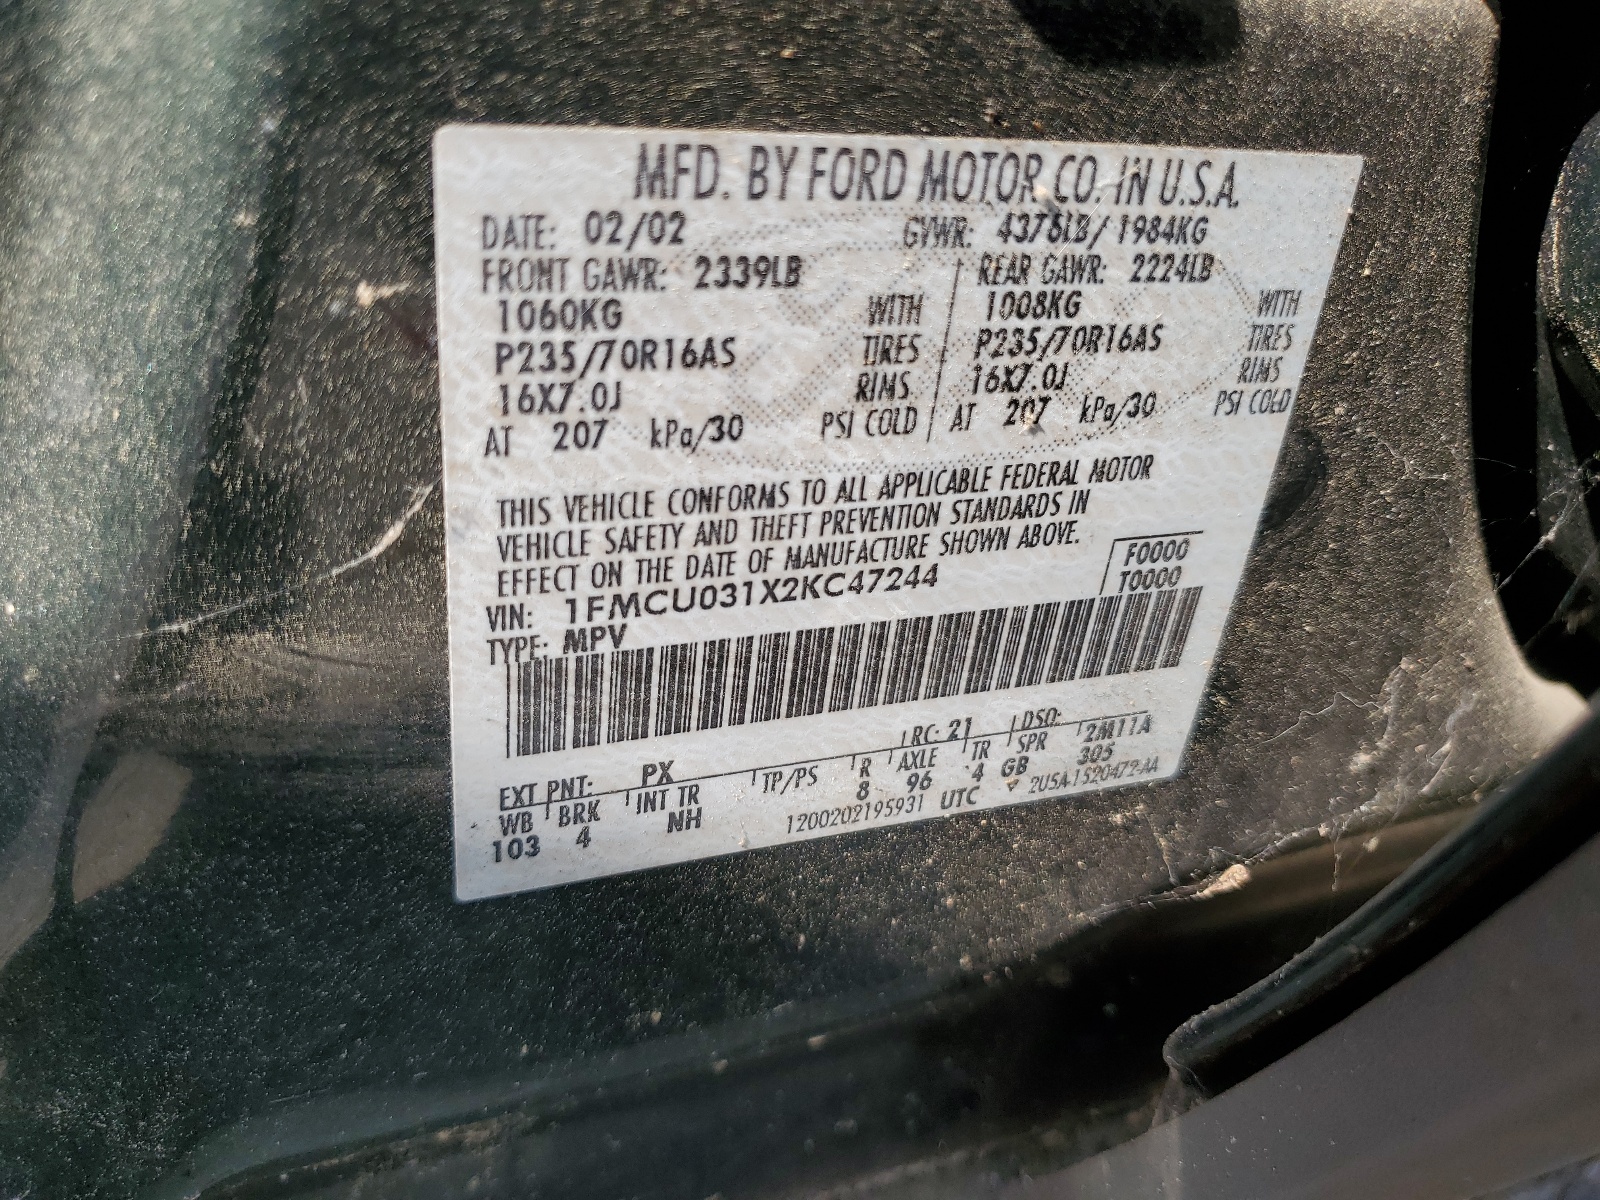 MFD. BY FORD MOTOR CO. IN U.S.A.
DATE: 02/02 GVWR: 4376LB/ 1984KG
FRONT GAWR: 2339LB REAR GAWR: 2224LB
1060KG WITH 1008KG WITH
P235/70R16AS TIRES P235/70R16AS TIRES
16X7.0J RIMS 16X7.0J RIMS
AT 207 kPa/30 PSI COLD AT 207 kPa/30 PSI COLD
THIS VEHICLE CONFORMS TO ALL APPLICABLE FEDERAL MOTOR
VEHICLE SAFETY AND THEFT PREVENTION STANDARDS IN
EFFECT ON THE DATE OF MANUFACTURE SHOWN ABOVE.
VIN: 1FMCU031X2KC47244 F0000
TYPE: MPV T0000
EXT PNT: PX RC: 21 DSO:
WB BRK INT TR TP/PS R AXLE TR SPR 2M11A
103 4 NH 8 96 4 GB 305
1200202195931 UTC 2U5A-1520472-AA